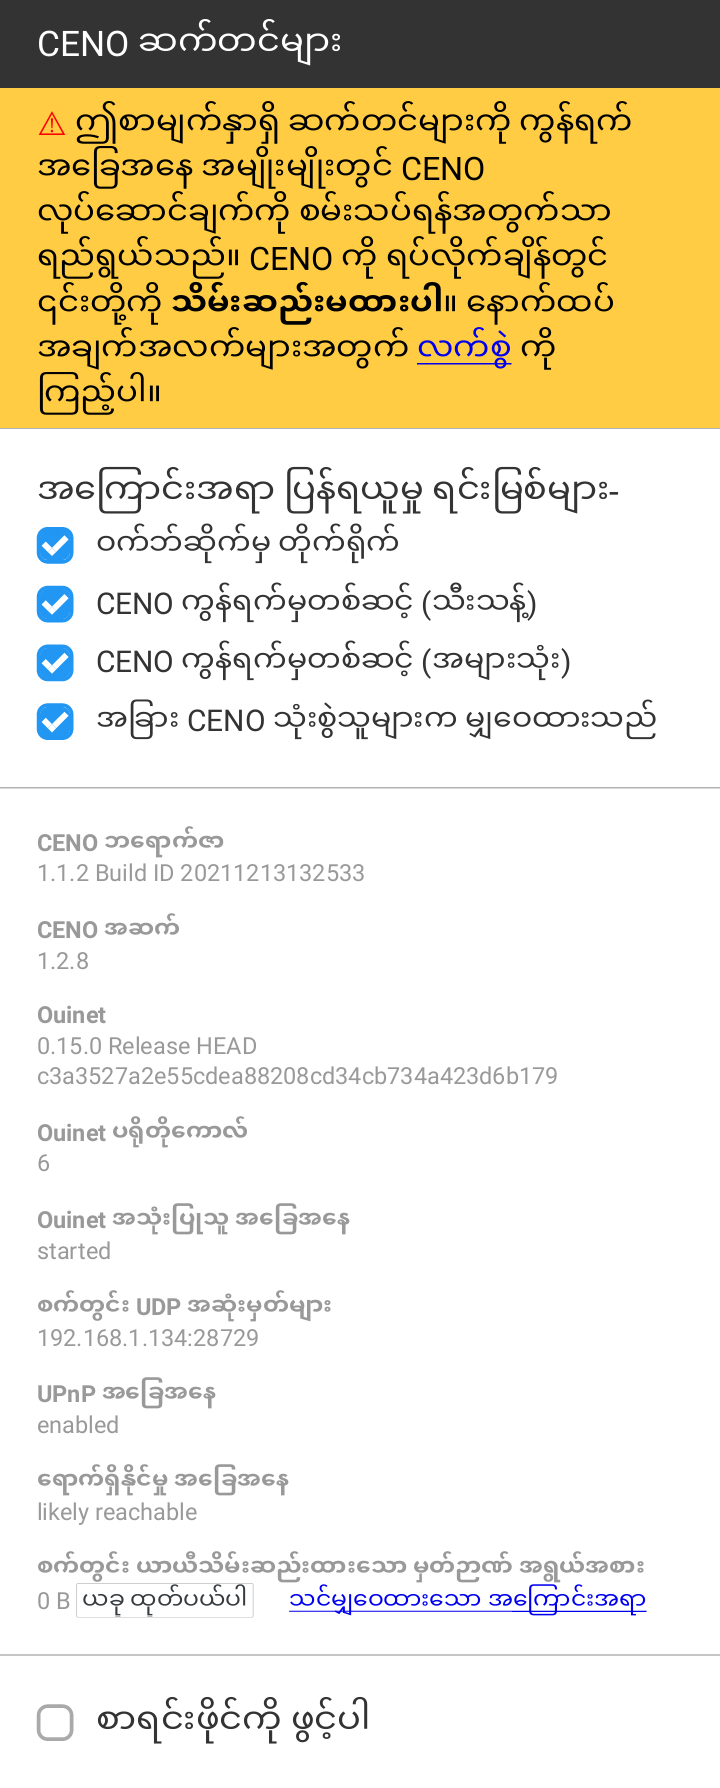 CENO ဆက်တင်များ
⚠ ဤစာမျက်နှာရှိ ဆက်တင်များကို ကွန်ရက်
အခြေအနေ အမျိုးမျိုးတွင် CENO
လုပ်ဆောင်ချက်ကို စမ်းသပ်ရန်အတွက်သာ
ရည်ရွယ်သည်။ CENO ကို ရပ်လိုက်ချိန်တွင်
၎င်းတို့ကို သိမ်းဆည်းမထားပါ။ နောက်ထပ်
အချက်အလက်များအတွက် လက်စွဲ ကို
ကြည့်ပါ။
အကြောင်းအရာ ပြန်ရယူမှု ရင်းမြစ်များ-
ဝက်ဘ်ဆိုက်မှ တိုက်ရိုက်
CENO ကွန်ရက်မှတစ်ဆင့် (သီးသန့်)
CENO ကွန်ရက်မှတစ်ဆင့် (အများသုံး)
အခြား CENO သုံးစွဲသူများက မျှဝေထားသည်
CENO ဘရောက်ဇာ
1.1.2 Build ID 20211213132533
CENO အဆက်
1.2.8
Ouinet
0.15.0 Release HEAD
c3a3527a2e55cdea88208cd34cb734a423d6b179
Ouinet ပရိုတိုကောလ်
6
Ouinet အသုံးပြုသူ အခြေအနေ
started
စက်တွင်း UDP အဆုံးမှတ်များ
192.168.1.134:28729
UPnP အခြေအနေ
enabled
ရောက်ရှိနိုင်မှု အခြေအနေ
likely reachable
စက်တွင်း ယာယီသိမ်းဆည်းထားသော မှတ်ဉာဏ် အရွယ်အစား
0 B ယခု ထုတ်ပယ်ပါ သင်မျှဝေထားသော အကြောင်းအရာ
စာရင်းဖိုင်ကို ဖွင့်ပါ